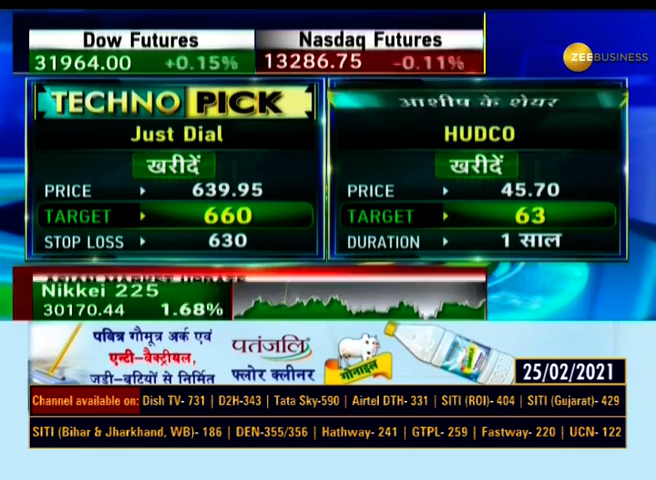 Dow Futures
31964.00 +0.15%
Nasdaq Futures
13286.75 -0.11%
ZEE BUSINESS
TECHNO PICK
Just Dial
खरीदें
PRICE 639.95
TARGET 660
STOP LOSS 630
आशीष के शेयर
HUDCO
खरीदें
PRICE 45.70
TARGET 63
DURATION 1 साल
Nikkei 225
30170.44 1.68%
पवित्र गौमूत्र अर्क एवं
एन्टी-बैक्ट्रीयल,
जड़ी-बूटियों से निर्मित
पतंजलि
फ्लोर क्लीनर
गोनाइल
25/02/2021
Channel available on: Dish TV- 731 | D2H-343 | Tata Sky-590 | Airtel DTH- 331 | SITI (ROI)- 404 | SITI (Gujarat)- 429
SITI (Bihar & Jharkhand, WB)- 186 | DEN-355/356 | Hathway- 241 | GTPL- 259 | Fastway- 220 | UCN- 122